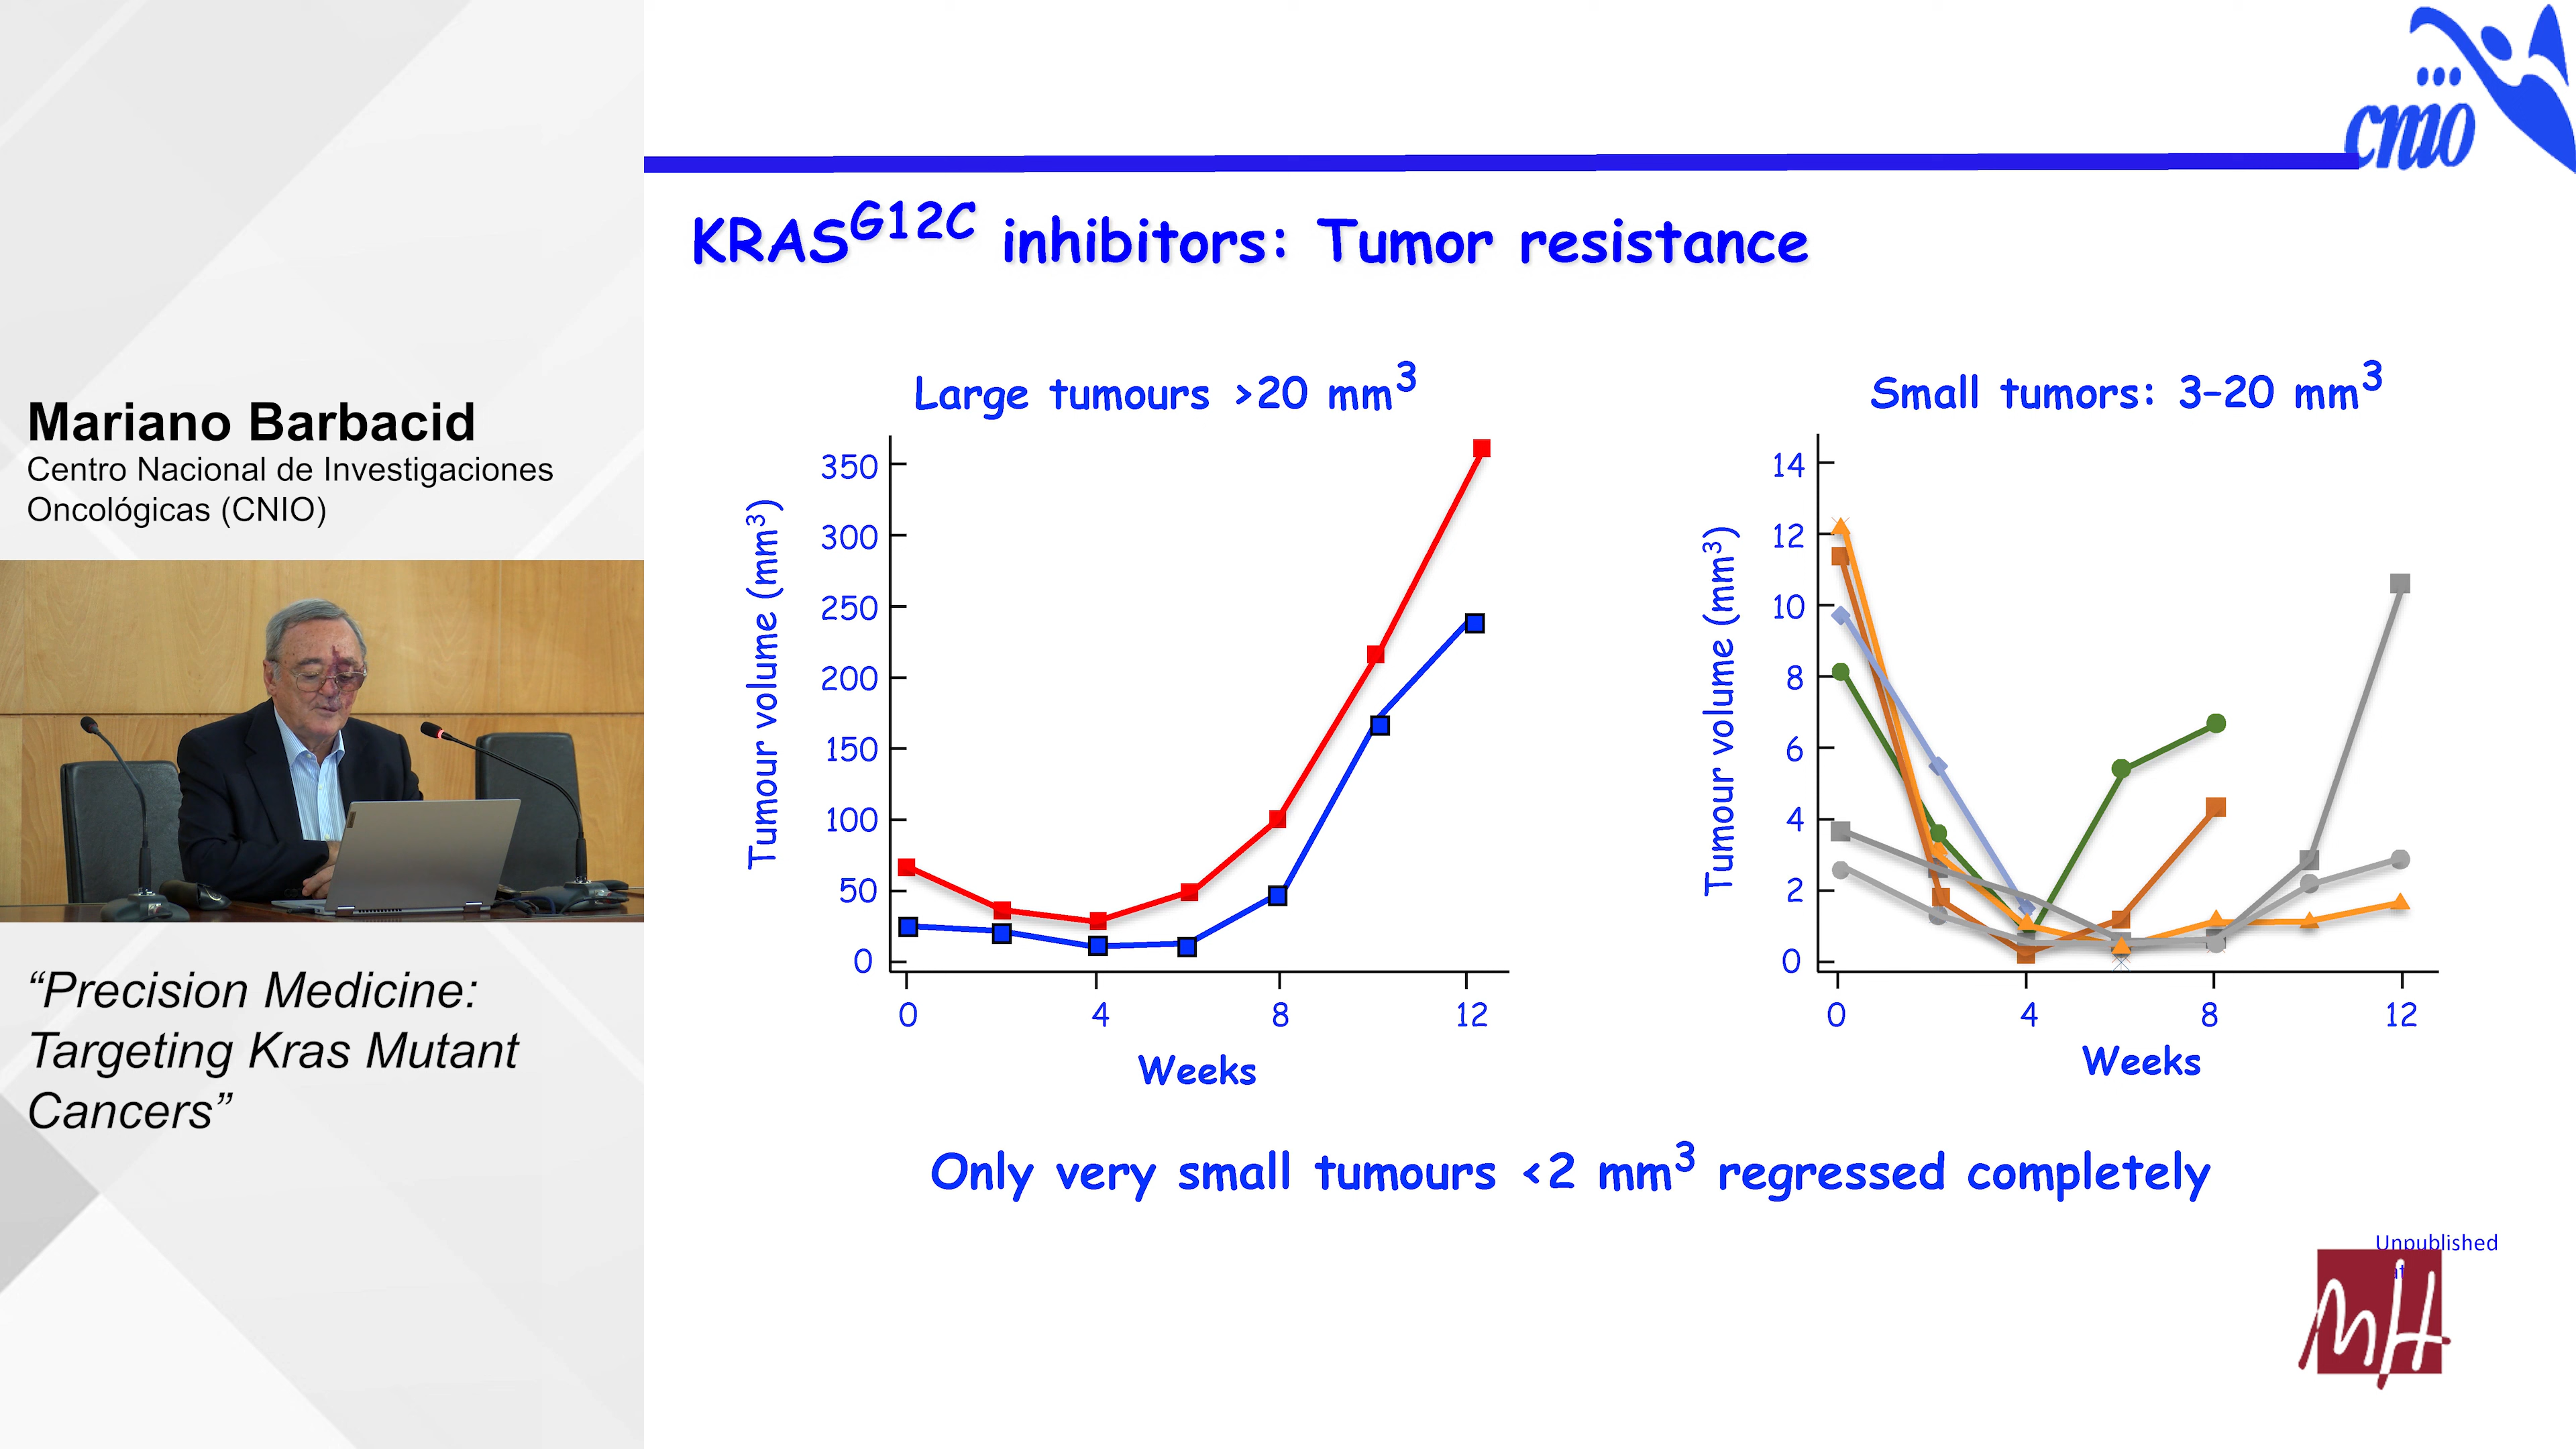 Mariano Barbacid
Centro Nacional de Investigaciones
Oncológicas (CNIO)
“Precision Medicine:
Targeting Kras Mutant
Cancers”
cnio
KRASG12C inhibitors: Tumor resistance
Large tumours >20 mm3
Tumour volume (mm3)
350
300
250
200
150
100
50
0
0 4 8 12
Weeks
Small tumors: 3-20 mm3
Tumour volume (mm3)
14
12
10
8
6
4
2
0
0 4 8 12
Weeks
Only very small tumours <2 mm3 regressed completely
Unpublished
MH